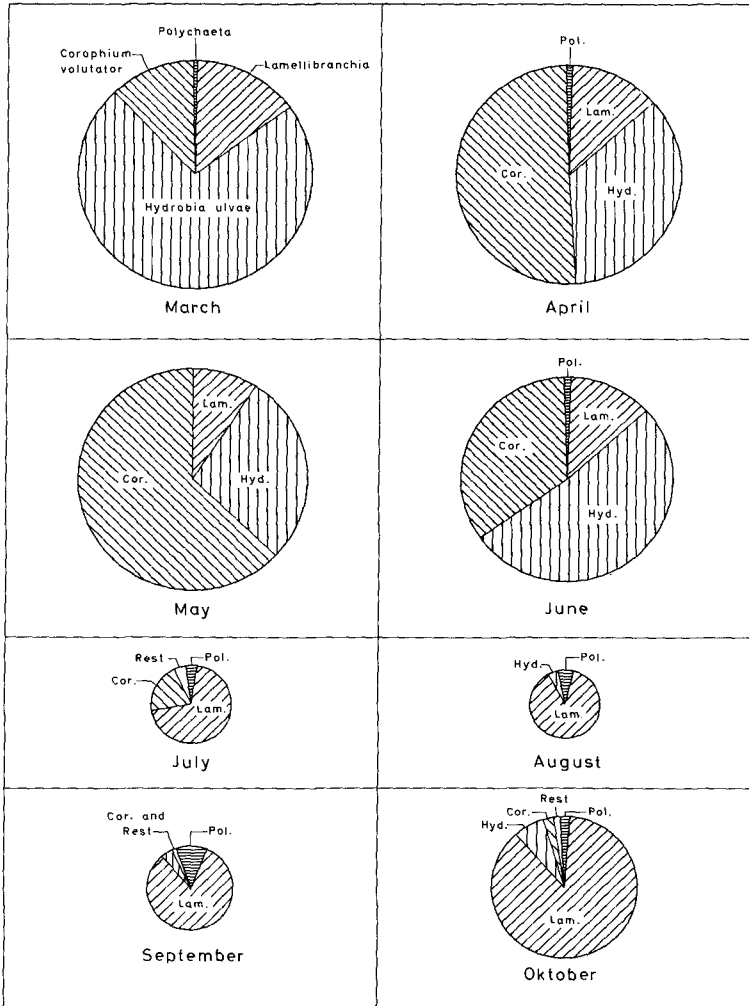 Polychaeta
Corophium
volutator
Lamellibranchia
Hydrobia ulvae
March
Pol.
Lam.
Cor.
Hyd.
April
Lam.
Cor.
Hyd.
May
Pol.
Lam.
Cor.
Hyd.
June
Rest
Pol.
Cor.
Lam.
July
Hyd.
Pol.
Lam.
August
Cor. and
Rest
Pol.
Lam.
September
Rest
Cor.
Pol.
Hyd.
Lam.
Oktober